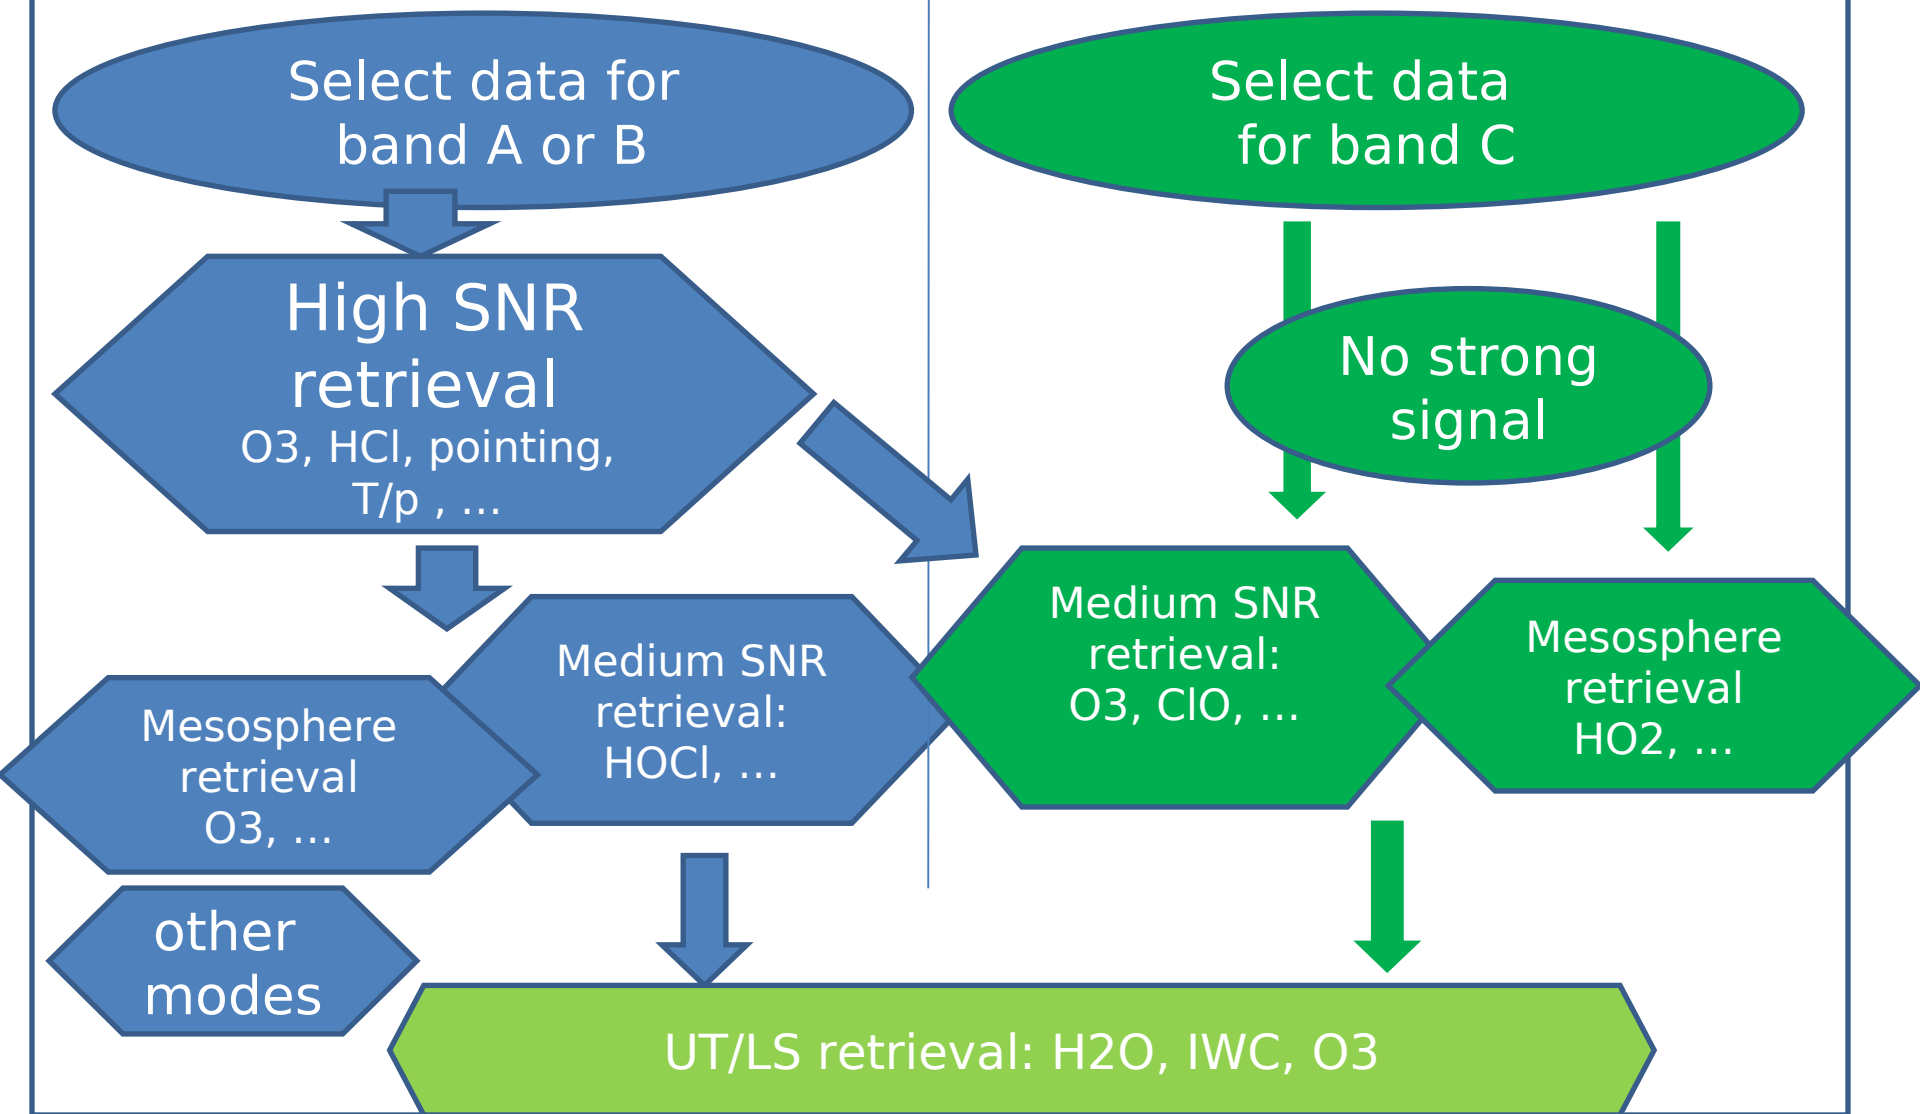 Select data for
band A or B
Select data
for band C
High SNR
retrieval
O3, HCl, pointing,
T/p , ...
No strong
signal
Medium SNR
retrieval:
HOCl, ...
Medium SNR
retrieval:
O3, ClO, ...
Mesosphere
retrieval
HO2, ...
Mesosphere
retrieval
O3, ...
other
modes
UT/LS retrieval: H2O, IWC, O3